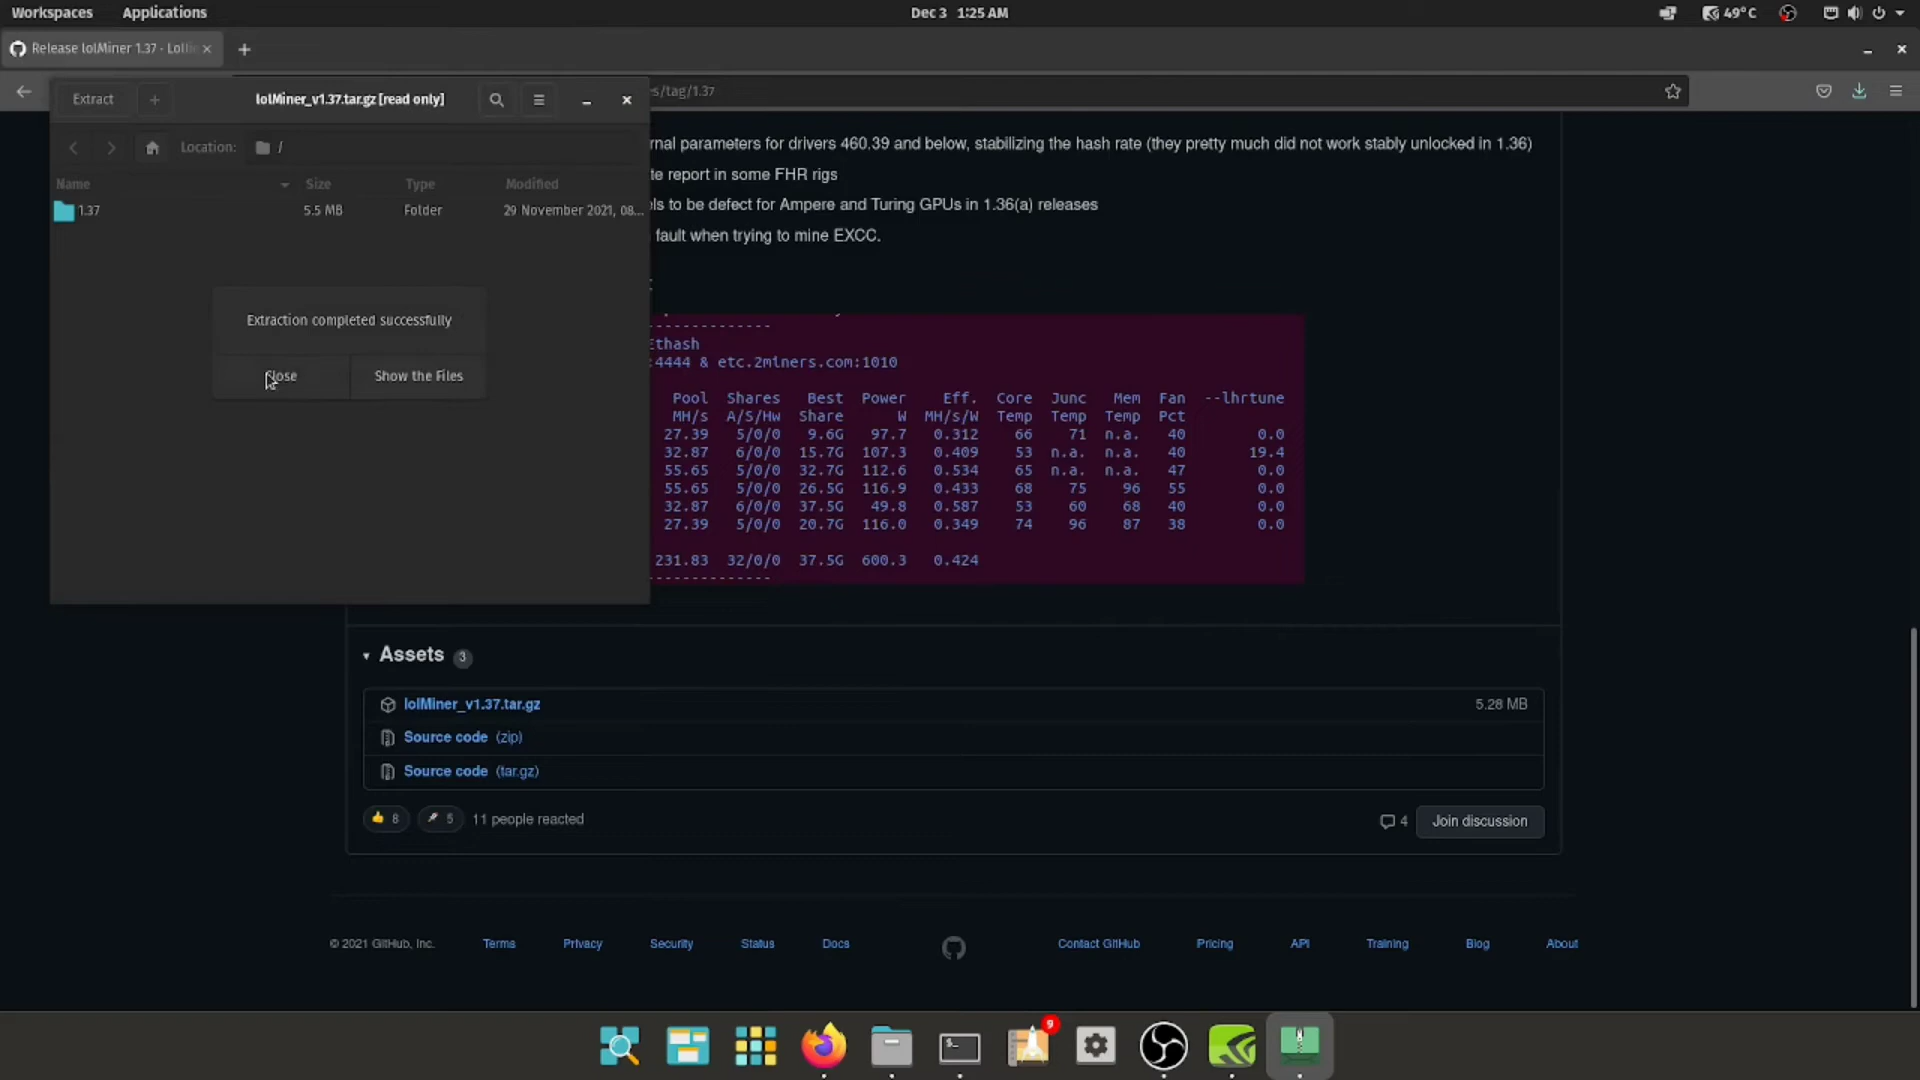 Workspaces Applications Dec 3 1:25 AM 49°C
Release lolMiner 1.37 · Lolli
s/tag/1.37
Extract lolMiner_v1.37.tar.gz [read only]
Location: /
Name Size Type Modified
1.37 5.5 MB Folder 29 November 2021, 08...
Extraction completed successfully
Close Show the Files
rnal parameters for drivers 460.39 and below, stabilizing the hash rate (they pretty much did not work stably unlocked in 1.36)
te report in some FHR rigs
ls to be defect for Ampere and Turing GPUs in 1.36(a) releases
fault when trying to mine EXCC.
:
---------------
Ethash
:4444 & etc.2miners.com:1010
Pool Shares Best Power Eff. Core Junc Mem Fan --lhrtune
MH/s A/S/Hw Share W MH/s/W Temp Temp Temp Pct
27.39 5/0/0 9.6G 97.7 0.312 66 71 n.a. 40 0.0
32.87 6/0/0 15.7G 107.3 0.409 53 n.a. n.a. 40 19.4
55.65 5/0/0 32.7G 112.6 0.534 65 n.a. n.a. 47 0.0
55.65 5/0/0 26.5G 116.9 0.433 68 75 96 55 0.0
32.87 6/0/0 37.5G 49.8 0.587 53 60 68 40 0.0
27.39 5/0/0 20.7G 116.0 0.349 74 96 87 38 0.0
231.83 32/0/0 37.5G 600.3 0.424
---------------
Assets 3
lolMiner_v1.37.tar.gz 5.28 MB
Source code (zip)
Source code (tar.gz)
8 5 11 people reacted 4 Join discussion
© 2021 GitHub, Inc. Terms Privacy Security Status Docs Contact GitHub Pricing API Training Blog About
9